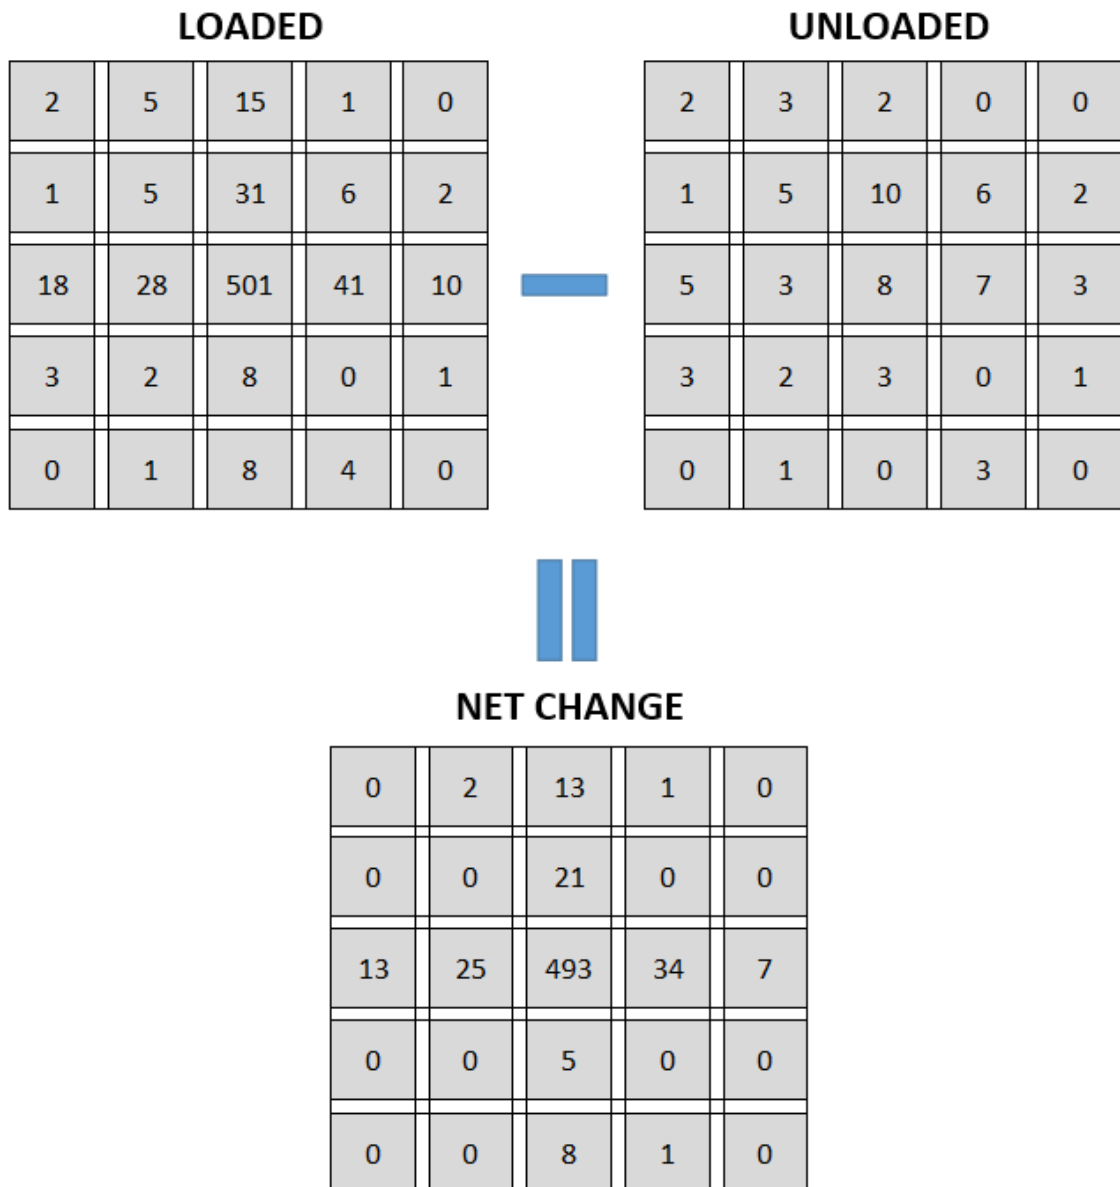 LOADED UNLOADED
2 5 15 1 0 2 3 2 0 0
1 5 31 6 2 1 5 10 6 2
18 28 501 41 10 5 3 8 7 3
3 2 8 0 1 3 2 3 0 1
0 1 8 4 0 0 1 0 3 0
NET CHANGE
0 2 13 1 0
0 0 21 0 0
13 25 493 34 7
0 0 5 0 0
0 0 8 1 0